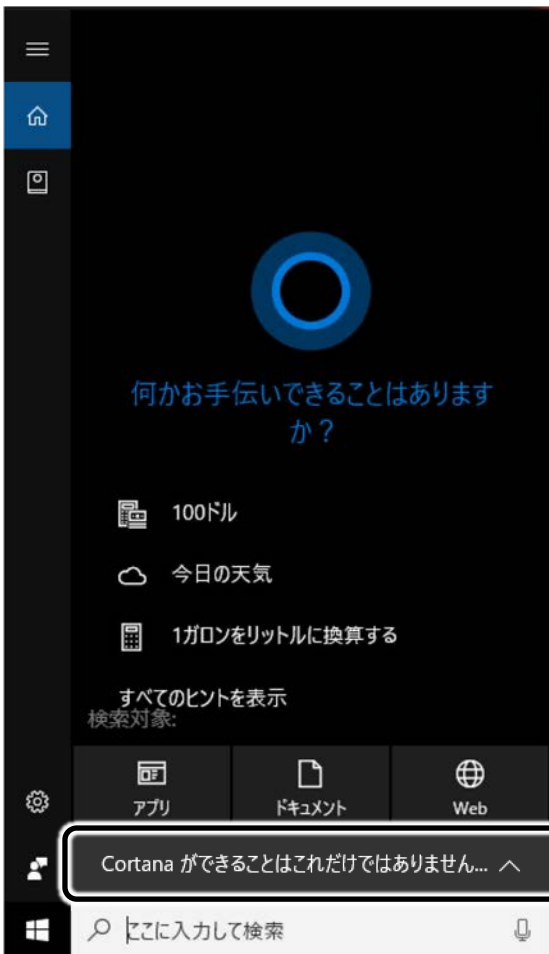 何かお手伝いできることはあります
か？
100ドル
今日の天気
1ガロンをリットルに換算する
すべてのヒントを表示
検索対象:
アプリ ドキュメント Web
Cortana ができることはこれだけではありません...
ここに入力して検索